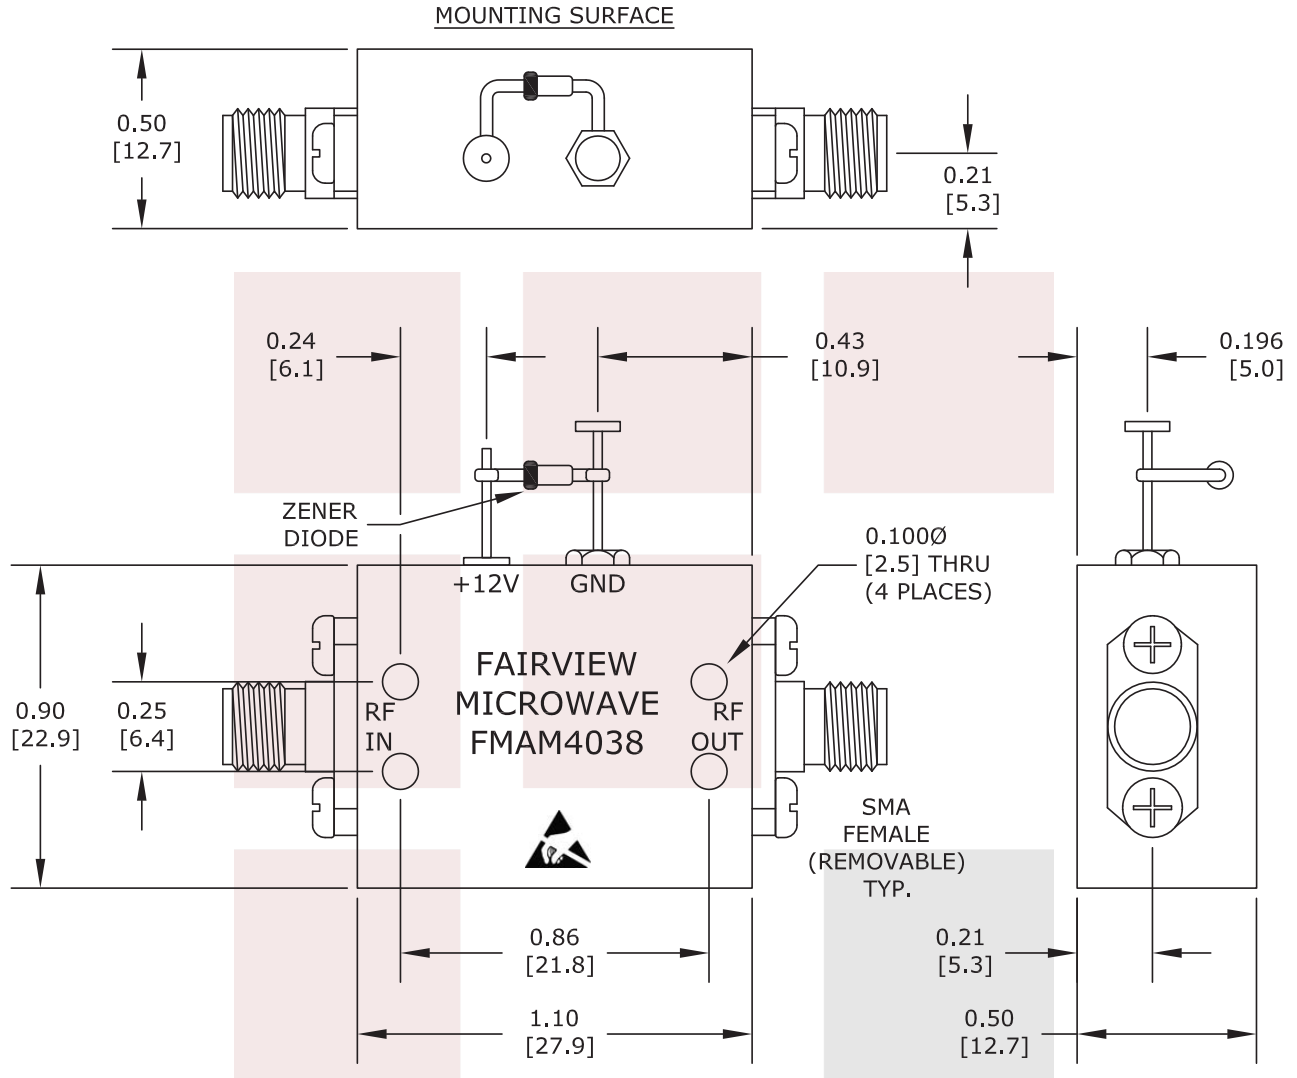 MOUNTING SURFACE
0.50
[12.7]
0.21
[5.3]
0.24
[6.1]
0.43
[10.9]
0.196
[5.0]
ZENER
DIODE
0.100Ø
[2.5] THRU
(4 PLACES)
+12V
GND
FAIRVIEW
MICROWAVE
FMAM4038
RF
IN
RF
OUT
0.90
[22.9]
0.25
[6.4]
SMA
FEMALE
(REMOVABLE)
TYP.
0.86
[21.8]
0.21
[5.3]
1.10
[27.9]
0.50
[12.7]